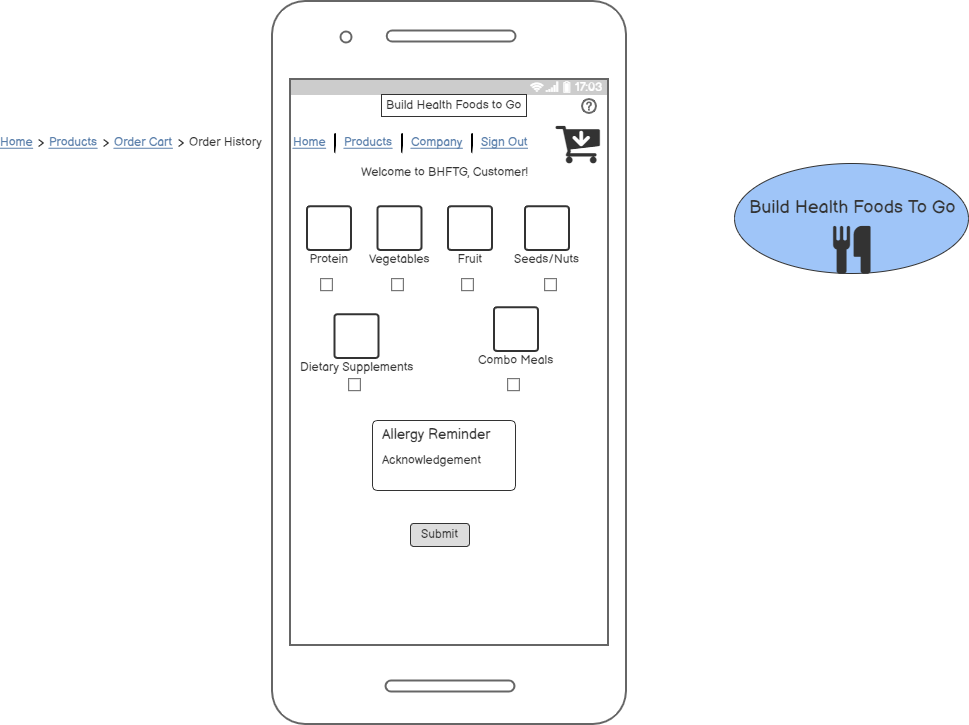 17:03
Build Health Foods to Go
Home > Products > Order Cart > Order History
Home Products Company Sign Out
Welcome to BHFTG, Customer!
Build Health Foods To Go
Protein Vegetables Fruit Seeds/Nuts
Dietary Supplements Combo Meals
Allergy Reminder
Acknowledgement
Submit